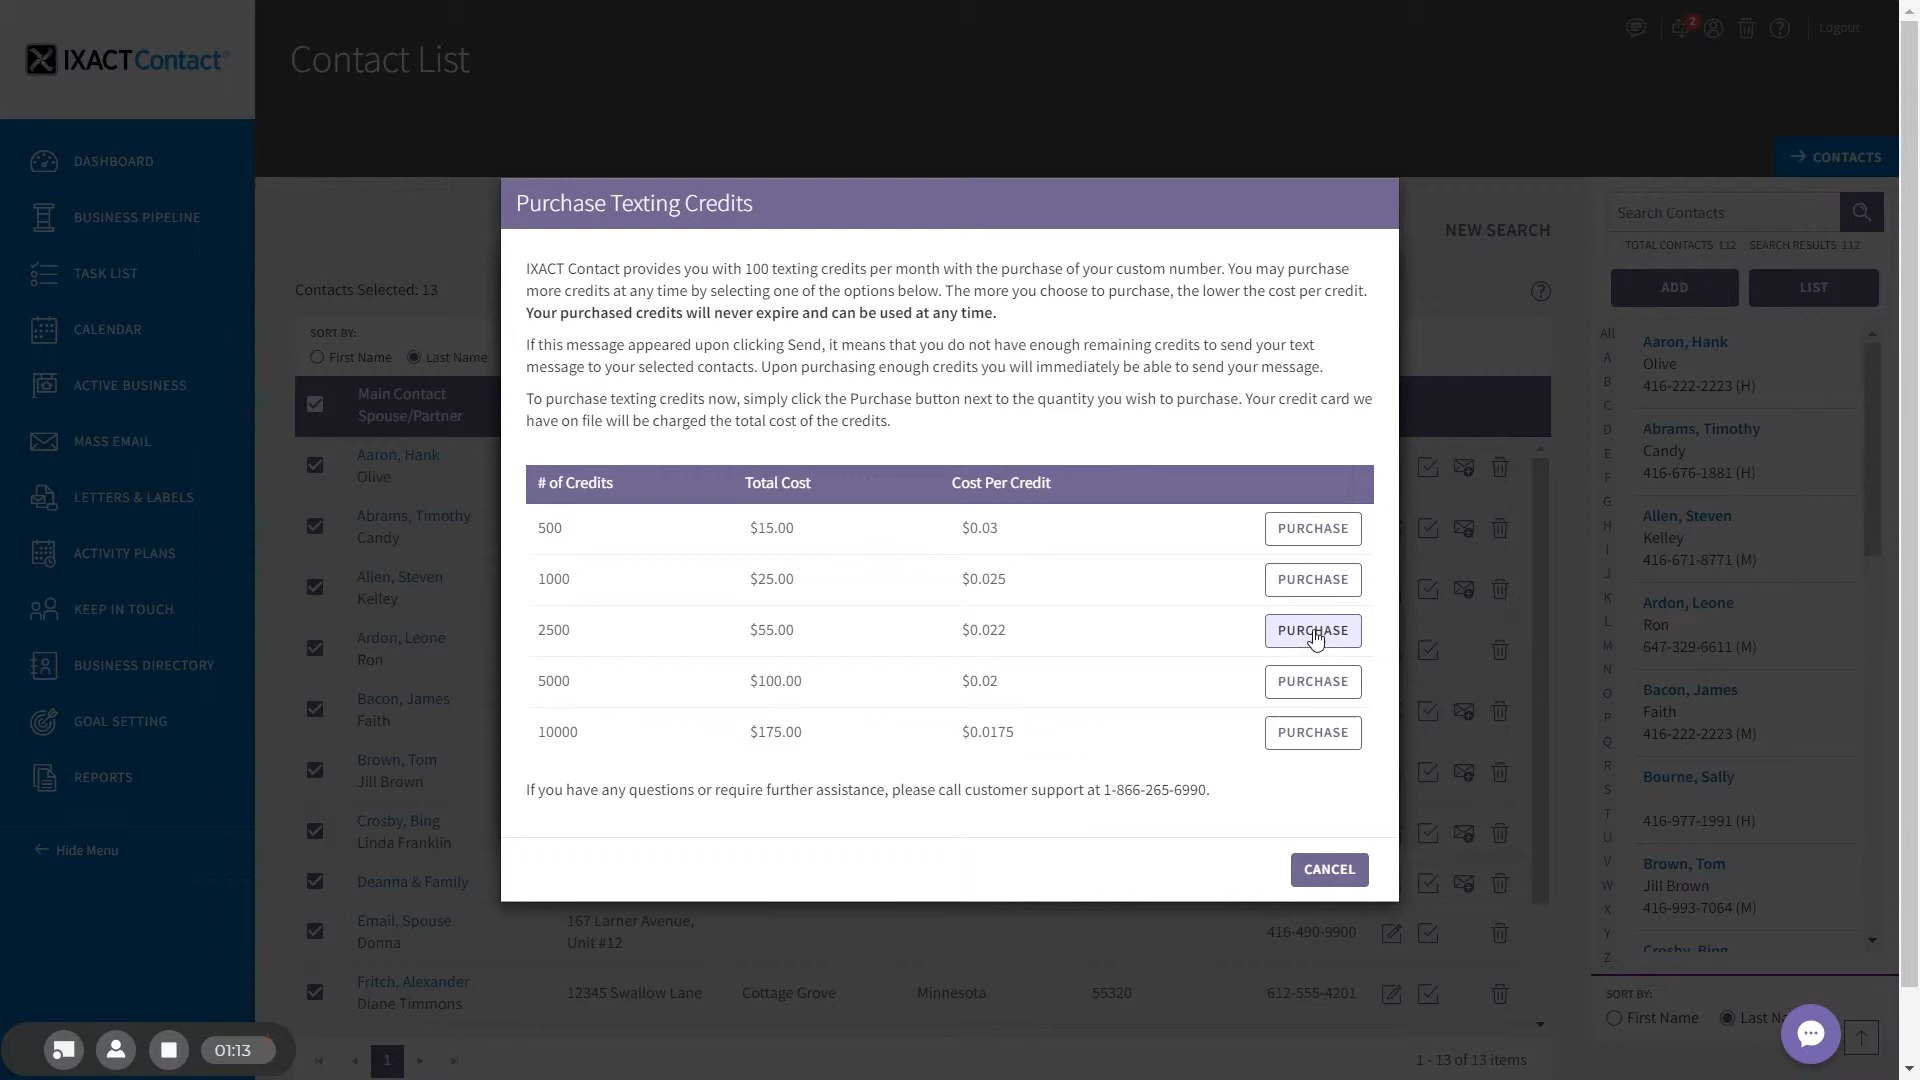 IXACTContact
Contact List
2
Logout
CONTACTS
DASHBOARD
BUSINESS PIPELINE
TASK LIST
CALENDAR
ACTIVE BUSINESS
MASS EMAIL
LETTERS & LABELS
ACTIVITY PLANS
KEEP IN TOUCH
BUSINESS DIRECTORY
GOAL SETTING
REPORTS
Hide Menu
01:13
Contacts Selected: 13
SORT BY:
First Name Last Name
Main Contact
Spouse/Partner
Aaron, Hank
Olive
Abrams, Timothy
Candy
Allen, Steven
Kelley
Ardon, Leone
Ron
Bacon, James
Faith
Brown, Tom
Jill Brown
Crosby, Bing
Linda Franklin
Deanna & Family
Email, Spouse
Donna
167 Larner Avenue,
Unit #12
416-490-9900
Fritch, Alexander
Diane Timmons
12345 Swallow Lane Cottage Grove Minnesota 55320 612-555-4201
1
1 - 13 of 13 items
NEW SEARCH
Purchase Texting Credits
IXACT Contact provides you with 100 texting credits per month with the purchase of your custom number. You may purchase
more credits at any time by selecting one of the options below. The more you choose to purchase, the lower the cost per credit.
Your purchased credits will never expire and can be used at any time.
If this message appeared upon clicking Send, it means that you do not have enough remaining credits to send your text
message to your selected contacts. Upon purchasing enough credits you will immediately be able to send your message.
To purchase texting credits now, simply click the Purchase button next to the quantity you wish to purchase. Your credit card we
have on file will be charged the total cost of the credits.
# of Credits Total Cost Cost Per Credit
500 $15.00 $0.03 PURCHASE
1000 $25.00 $0.025 PURCHASE
2500 $55.00 $0.022 PURCHASE
5000 $100.00 $0.02 PURCHASE
10000 $175.00 $0.0175 PURCHASE
If you have any questions or require further assistance, please call customer support at 1-866-265-6990.
CANCEL
Search Contacts
TOTAL CONTACTS 112 SEARCH RESULTS 112
ADD LIST
All
A
B
C
D
E
F
G
H
I
J
K
L
M
N
O
P
Q
R
S
T
U
V
W
X
Y
Z
Aaron, Hank
Olive
416-222-2223 (H)
Abrams, Timothy
Candy
416-676-1881 (H)
Allen, Steven
Kelley
416-671-8771 (M)
Ardon, Leone
Ron
647-329-6611 (M)
Bacon, James
Faith
416-222-2223 (M)
Bourne, Sally
416-977-1991 (H)
Brown, Tom
Jill Brown
416-993-7064 (M)
Crosby, Bing
SORT BY:
First Name Last Na